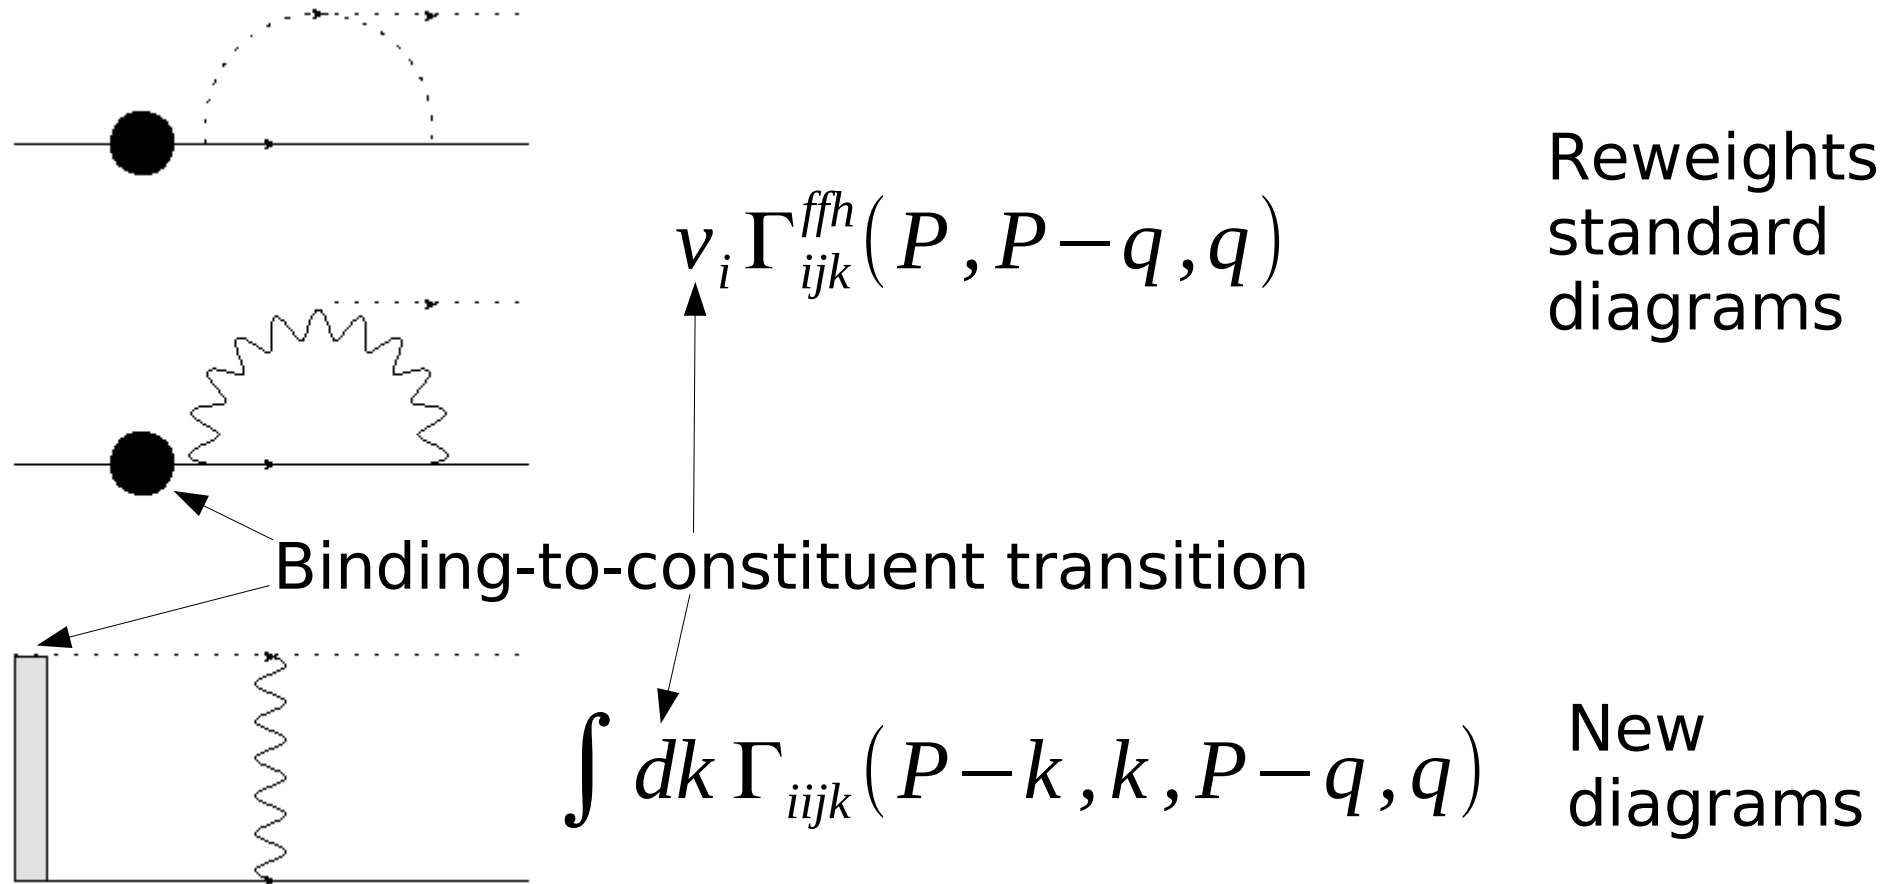 Reweights
standard
diagrams
v_i Γ^{ffh}_{ijk}(P, P−q, q)
Binding-to-constituent transition
∫ dk Γ_{iijk}(P−k, k, P−q, q)
New
diagrams